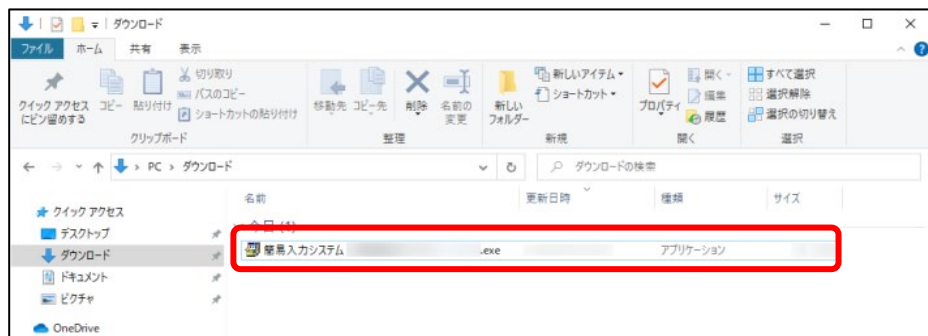 ダウンロード
ファイル ホーム 共有 表示
クイック アクセスにピン留めする
コピー
貼り付け
切り取り
パスのコピー
ショートカットの貼り付け
クリップボード
移動先
コピー先
削除
名前の変更
整理
新しいフォルダー
新しいアイテム
ショートカット
新規
プロパティ
開く
編集
履歴
開く
すべて選択
選択解除
選択の切り替え
選択
PC > ダウンロード
ダウンロードの検索
名前 更新日時 種類 サイズ
今日 (1)
簡易入力システム .exe アプリケーション
クイック アクセス
デスクトップ
ダウンロード
ドキュメント
ピクチャ
OneDrive